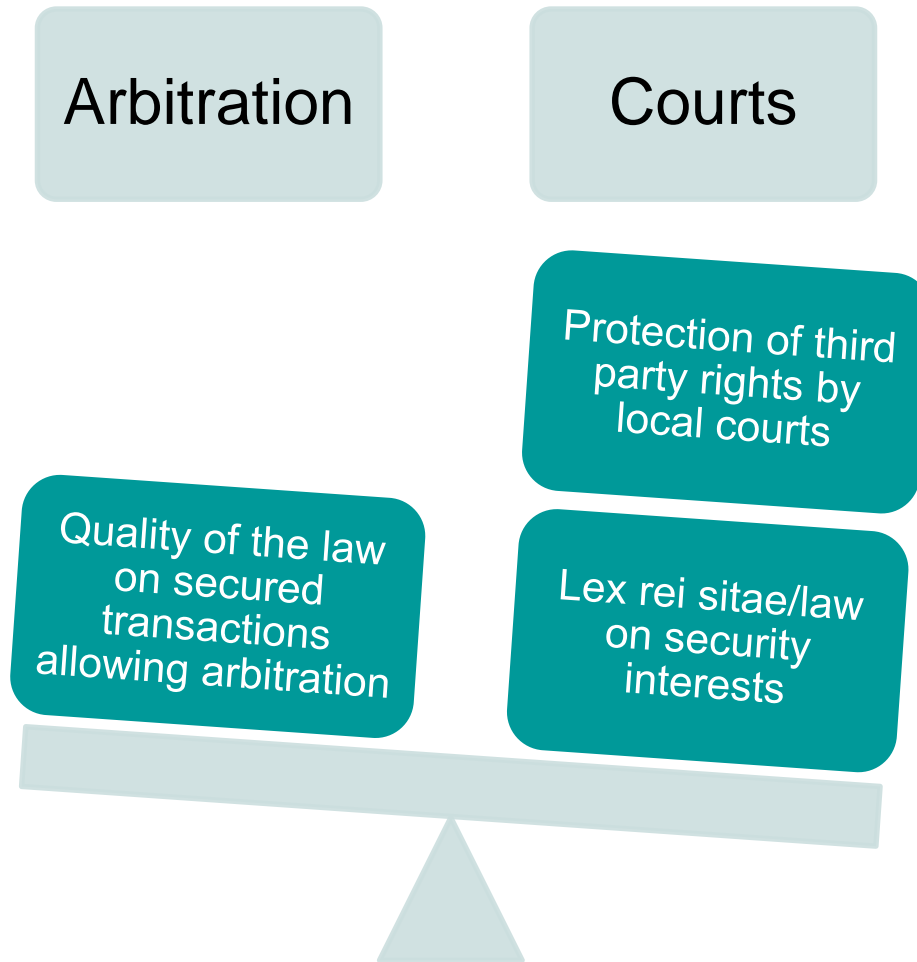 Arbitration
Courts
Protection of third
party rights by
local courts
Quality of the law
on secured
transactions
allowing arbitration
Lex rei sitae/law
on security
interests